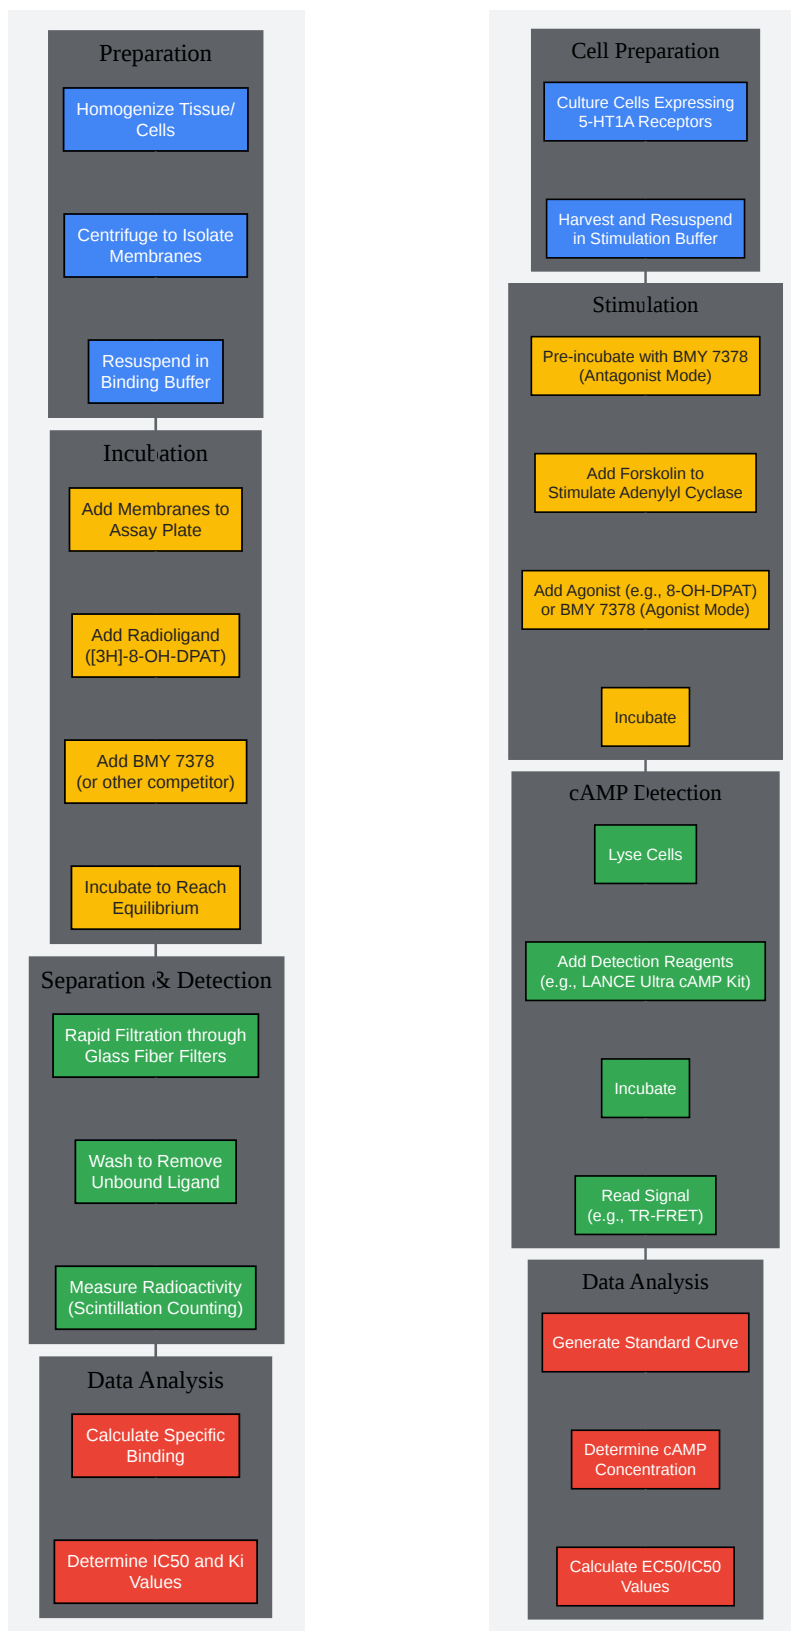 Preparation
Homogenize Tissue/
Cells
Centrifuge to Isolate
Membranes
Resuspend in
Binding Buffer
Incubation
Add Membranes to
Assay Plate
Add Radioligand
([3H]-8-OH-DPAT)
Add BMY 7378
(or other competitor)
Incubate to Reach
Equilibrium
Separation & Detection
Rapid Filtration through
Glass Fiber Filters
Wash to Remove
Unbound Ligand
Measure Radioactivity
(Scintillation Counting)
Data Analysis
Calculate Specific
Binding
Determine IC50 and Ki
Values
Cell Preparation
Culture Cells Expressing
5-HT1A Receptors
Harvest and Resuspend
in Stimulation Buffer
Stimulation
Pre-incubate with BMY 7378
(Antagonist Mode)
Add Forskolin to
Stimulate Adenylyl Cyclase
Add Agonist (e.g., 8-OH-DPAT)
or BMY 7378 (Agonist Mode)
Incubate
cAMP Detection
Lyse Cells
Add Detection Reagents
(e.g., LANCE Ultra cAMP Kit)
Incubate
Read Signal
(e.g., TR-FRET)
Data Analysis
Generate Standard Curve
Determine cAMP
Concentration
Calculate EC50/IC50
Values